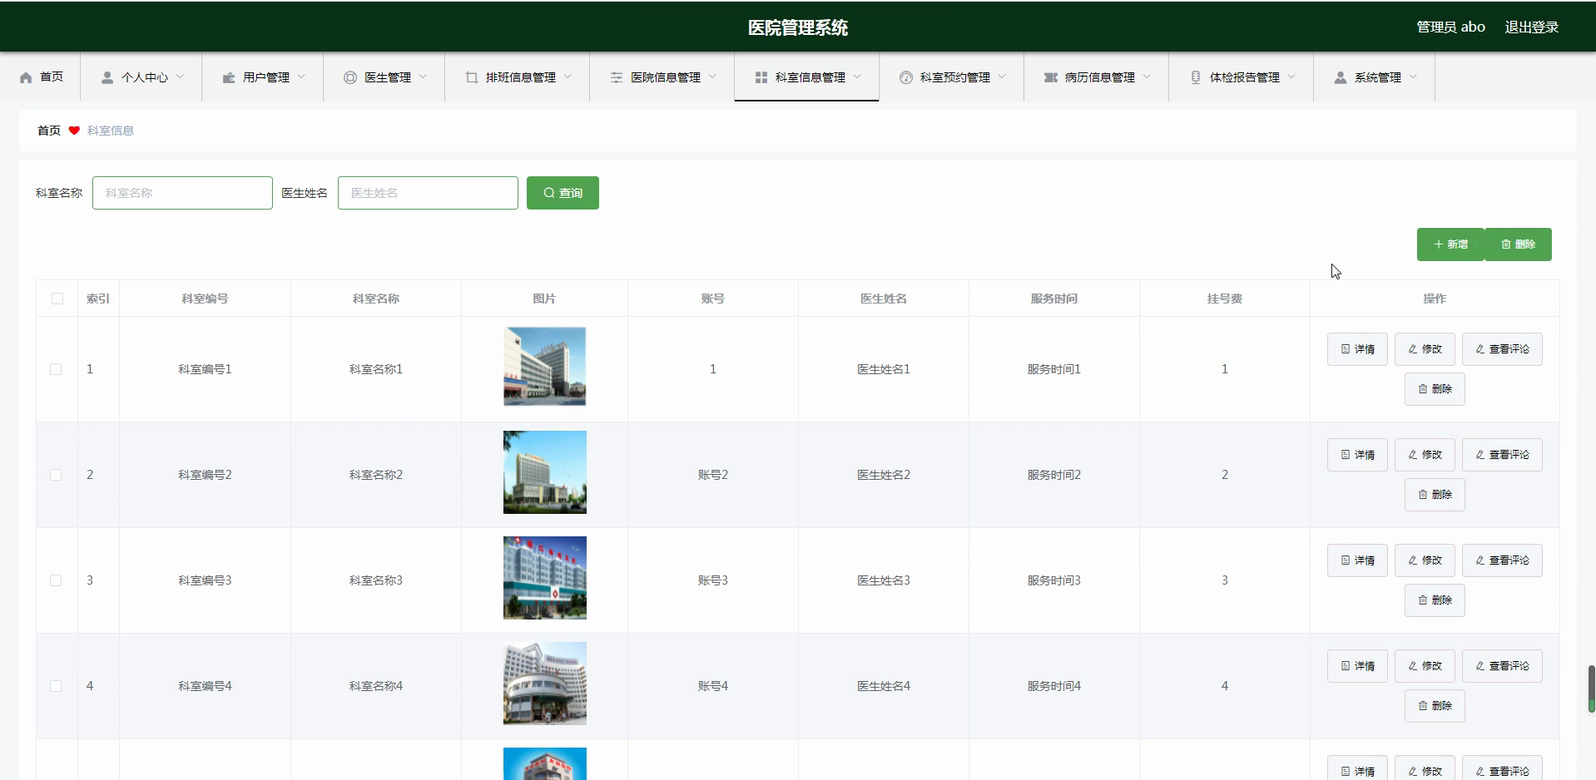 医院管理系统
管理员 abo 退出登录
首页 个人中心 用户管理 医生管理 排班信息管理 医院信息管理 科室信息管理 科室预约管理 病历信息管理 体检报告管理 系统管理
首页 科室信息
科室名称 科室名称 医生姓名 医生姓名 查询
新增 删除
索引 科室编号 科室名称 图片 账号 医生姓名 服务时间 挂号费 操作
1 科室编号1 科室名称1 1 医生姓名1 服务时间1 1 详情 修改 查看评论
删除
2 科室编号2 科室名称2 账号2 医生姓名2 服务时间2 2 详情 修改 查看评论
删除
3 科室编号3 科室名称3 账号3 医生姓名3 服务时间3 3 详情 修改 查看评论
删除
4 科室编号4 科室名称4 账号4 医生姓名4 服务时间4 4 详情 修改 查看评论
删除
详情 修改 查看评论